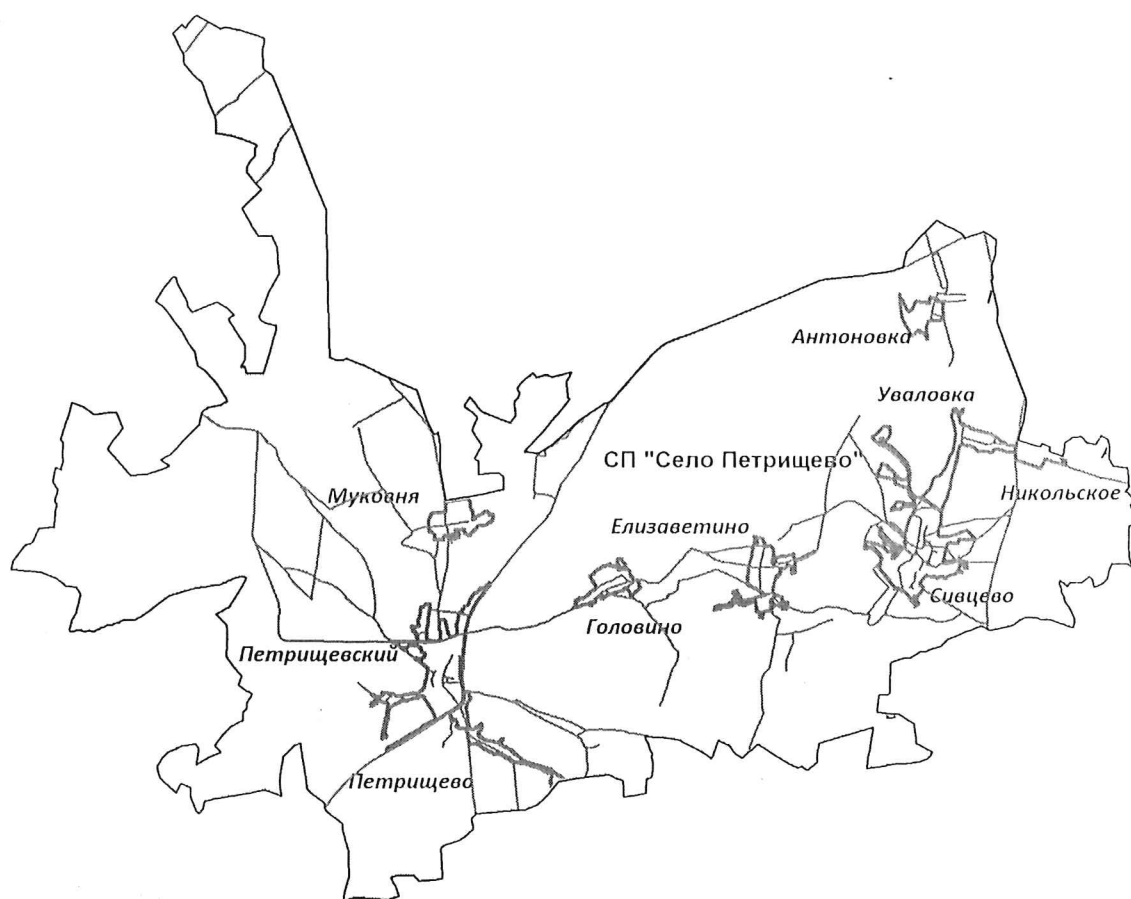 Антоновка
Уваловка
СП "Село Петрищево"
Муковня
Никольское
Елизаветино
Сивцево
Головино
Петрищевский
Петрищево